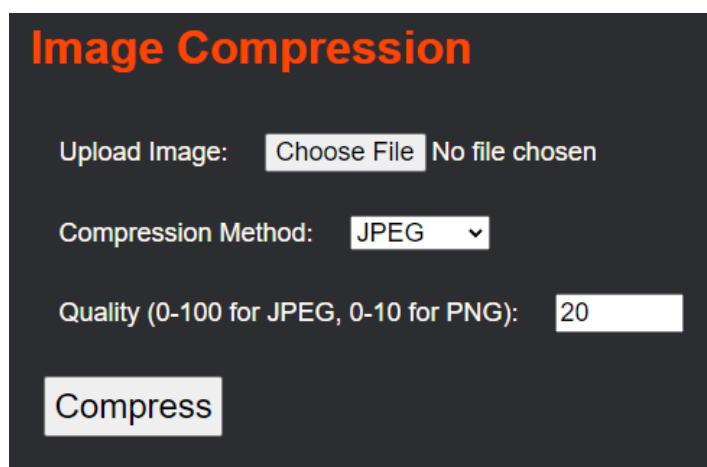 Image Compression
Upload Image: Choose File No file chosen
Compression Method: JPEG
Quality (0-100 for JPEG, 0-10 for PNG): 20
Compress